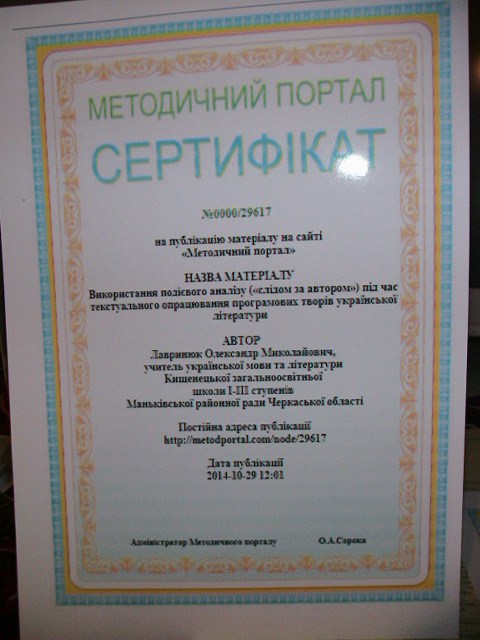 МЕТОДИЧНИЙ ПОРТАЛ
СЕРТИФІКАТ
№0000/29617
на публікацію матеріалу на сайті
«Методичний портал»
НАЗВА МАТЕРІАЛУ
Використання подієвого аналізу («слідом за автором») під час
текстуального опрацювання програмових творів української
літератури
АВТОР
Лавринюк Олександр Миколайович,
учитель української мови та літератури
Кишенецької загальноосвітньої
школи І-ІІІ ступенів
Маньківської районної ради Черкаської області
Постійна адреса публікації
http://metodportal.com/node/29617
Дата публікації
2014-10-29 12:01
Адміністратор Методичного порталу О.А.Сорока